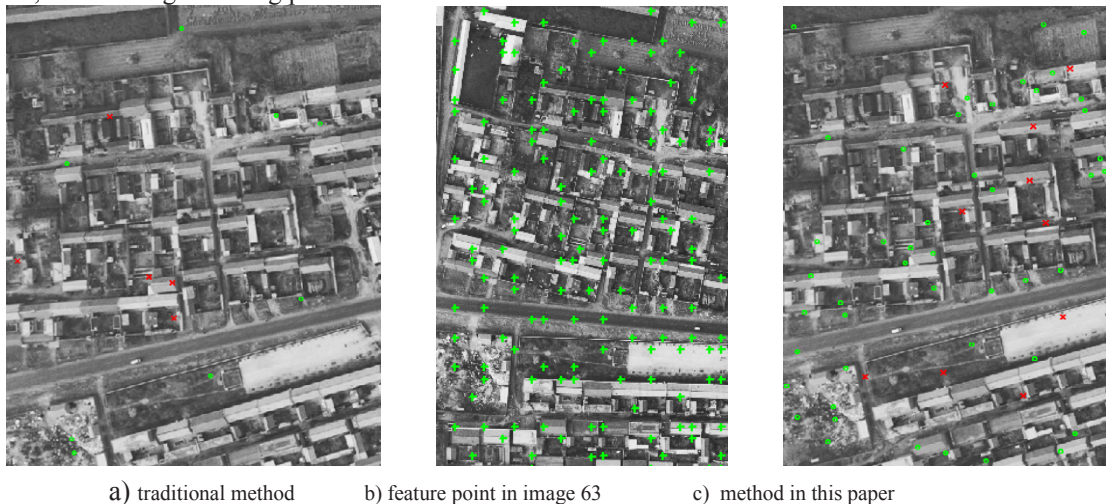 a) traditional method b) feature point in image 63 c) method in this paper